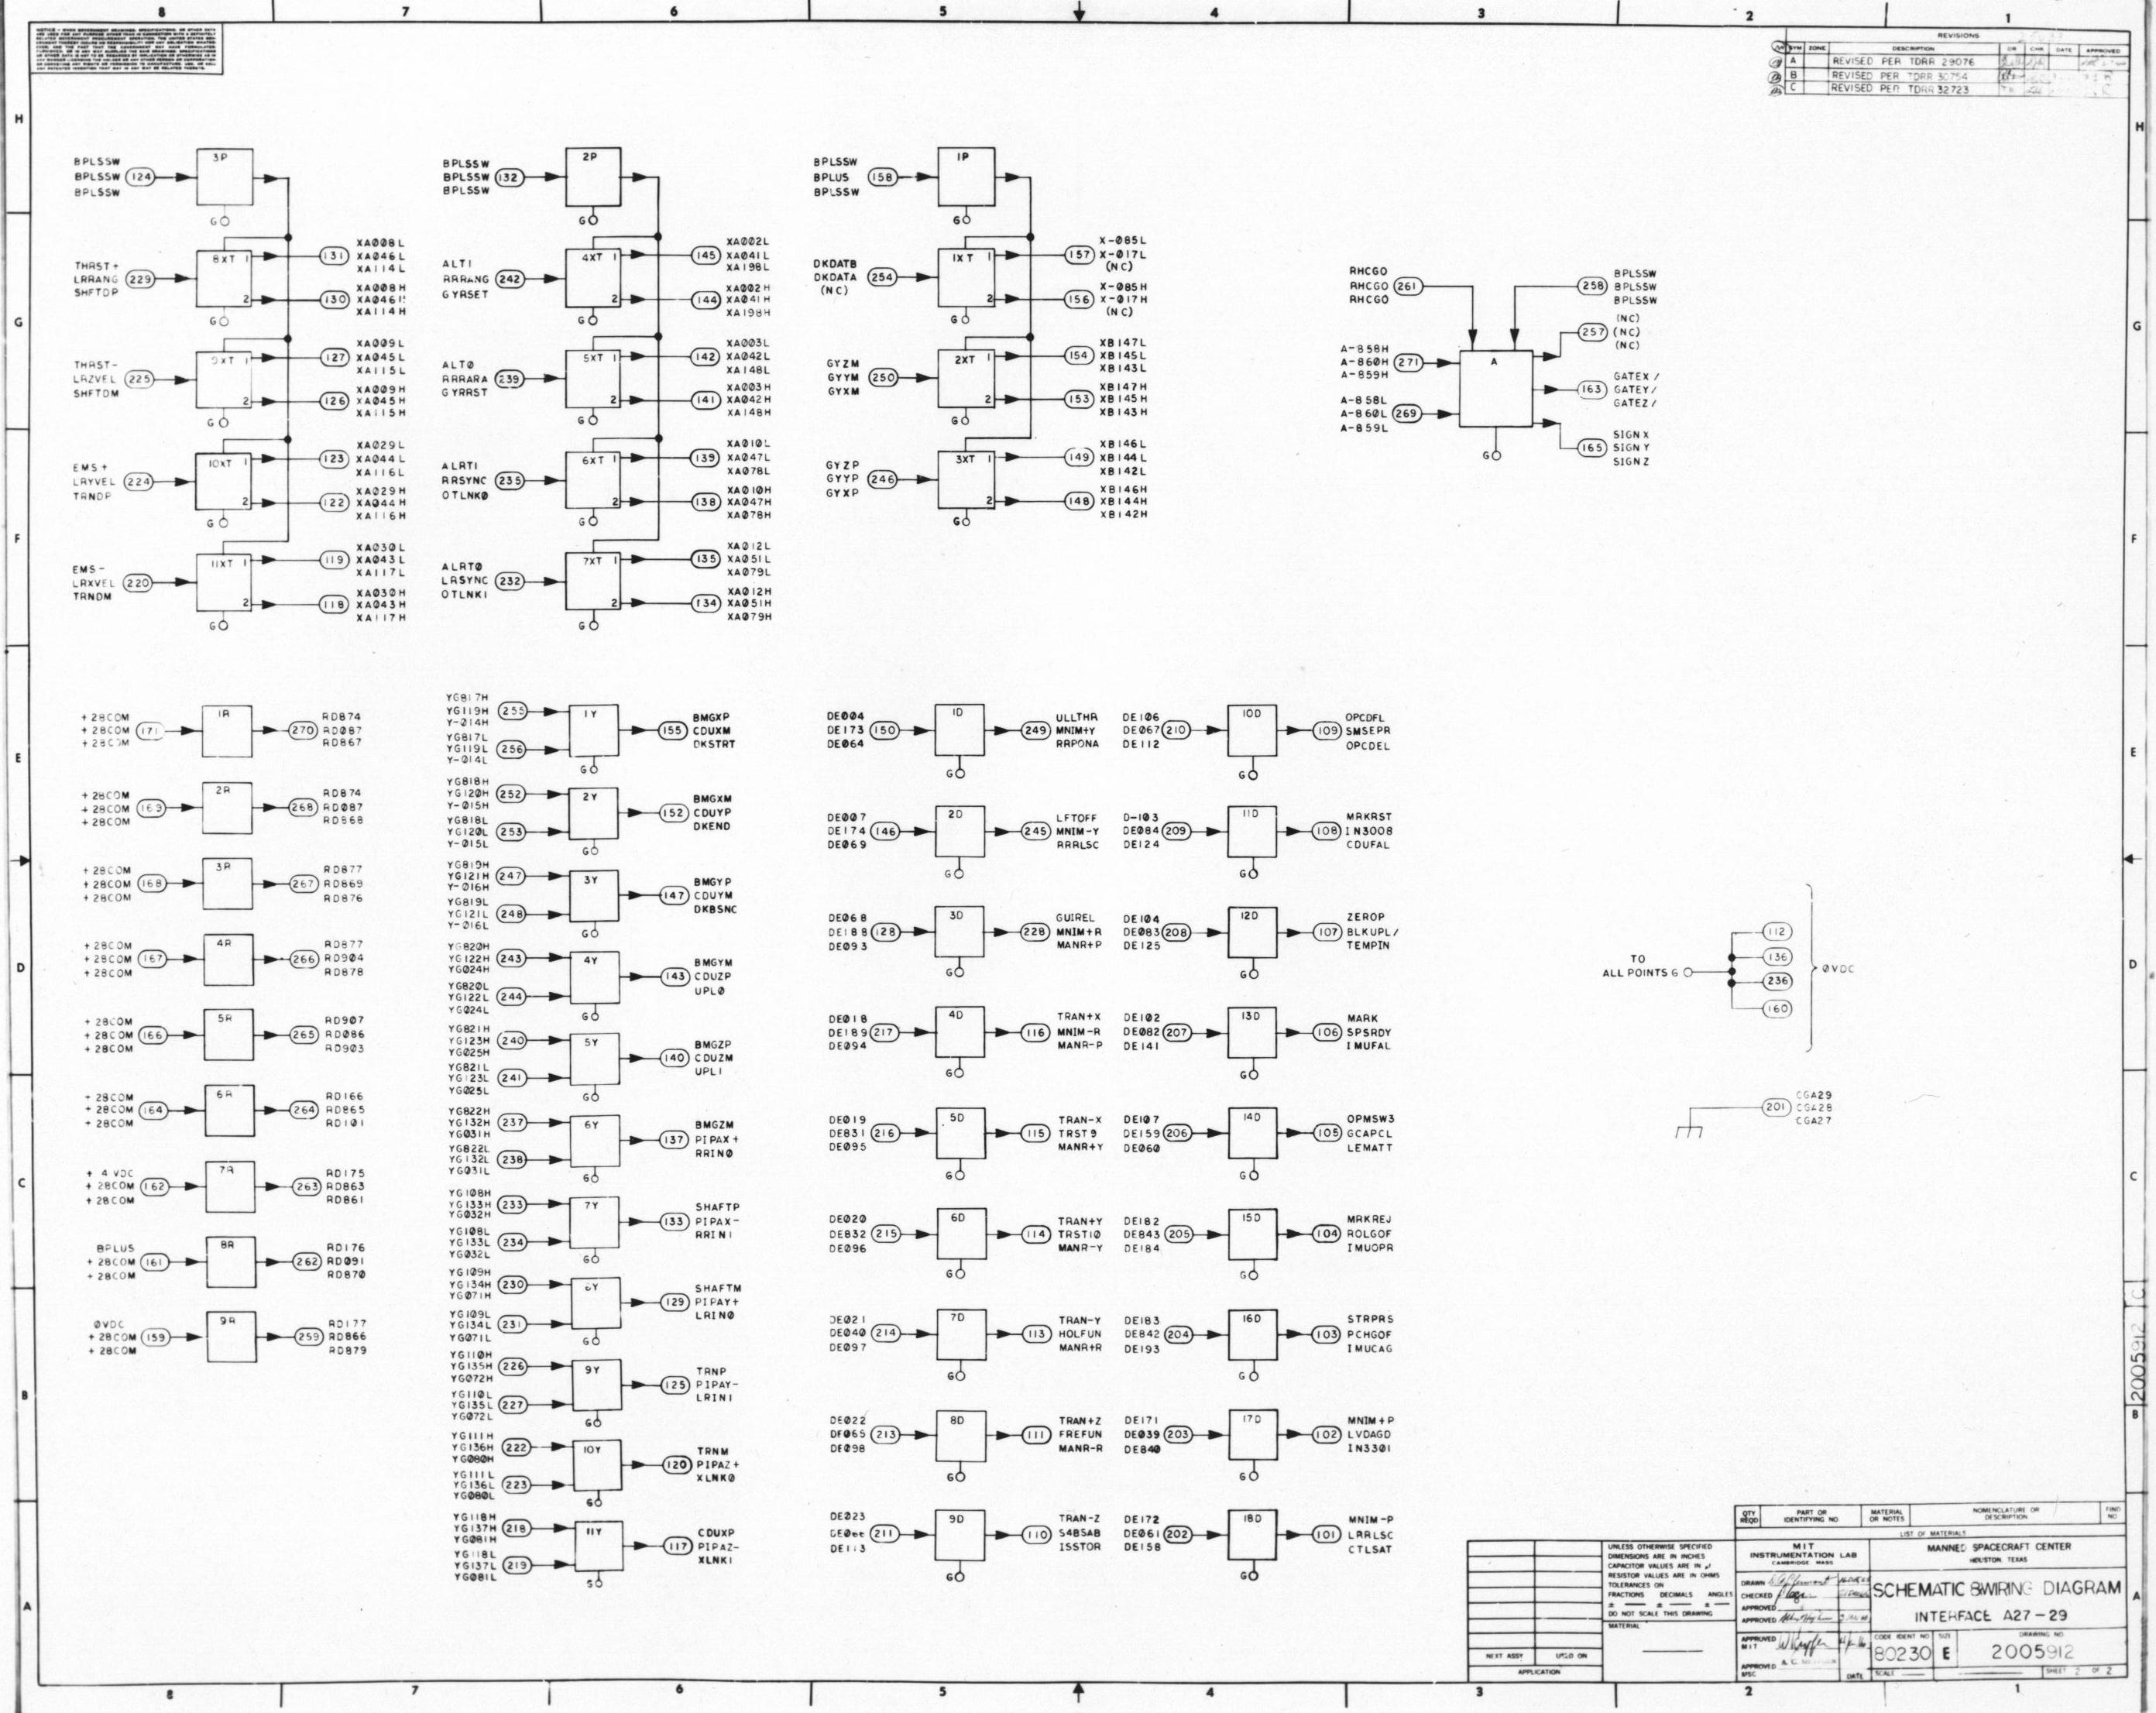 8 7 6 5 4 3 2 1
REVISIONS
SYM ZONE DESCRIPTION DR CHK DATE APPROVED
A REVISED PER TDRR 29076
B REVISED PER TDRR 30754
C REVISED PER TDRR 32723
H
G
F
E
D
C
B
A
BPLSSW
BPLSSW 124 3P
BPLSSW
G
THRST+
LRRANG 229 8XT 1 2
SHFTDP
G
131 XA008L
XA046L
XA114L
130 XA008H
XA046H
XA114H
THRST-
LRZVEL 225 9XT 1 2
SHFTDM
G
127 XA009L
XA045L
XA115L
126 XA009H
XA045H
XA115H
EMS+
LRYVEL 224 10XT 1 2
TRNDP
G
123 XA029L
XA044L
XA116L
122 XA029H
XA044H
XA116H
EMS-
LRXVEL 220 11XT 1 2
TRNDM
G
119 XA030L
XA043L
XA117L
118 XA030H
XA043H
XA117H
BPLSSW
BPLSSW 132 2P
BPLSSW
G
ALT1
RRRANG 242 4XT 1 2
GYRSET
G
145 XA002L
XA041L
XA198L
144 XA002H
XA041H
XA198H
ALT0
RRRARA 239 5XT 1 2
GYRRST
G
142 XA003L
XA042L
XA148L
141 XA003H
XA042H
XA148H
ALRT1
RRSYNC 235 6XT 1 2
OTLNK0
G
139 XA010L
XA047L
XA078L
138 XA010H
XA047H
XA078H
ALRT0
LRSYNC 232 7XT 1 2
OTLNK1
G
135 XA012L
XA051L
XA079L
134 XA012H
XA051H
XA079H
BPLSSW
BPLUS 158 1P
BPLSSW
G
DKDATB
DKDATA 254 1XT 1 2
(NC)
G
157 X-085L
X-017L
(NC)
156 X-085H
X-017H
(NC)
GYZM
GYYM 250 2XT 1 2
GYXM
G
154 XB147L
XB145L
XB143L
153 XB147H
XB145H
XB143H
GYZP
GYYP 246 3XT 1 2
GYXP
G
149 XB146L
XB144L
XB142L
148 XB146H
XB144H
XB142H
RHCGO
RHCGO 261
RHCGO
A-858H
A-860H 271
A-859H
A-858L
A-860L 269
A-859L
A
G
258 BPLSSW
BPLSSW
BPLSSW
257 (NC)
(NC)
(NC)
163 GATEX/
GATEY/
GATEZ/
165 SIGNX
SIGNY
SIGNZ
+28COM
+28COM 171 1R 270 RD874
+28COM RD087
RD867
+28COM
+28COM 169 2R 268 RD874
+28COM RD087
RD868
+28COM
+28COM 168 3R 267 RD877
+28COM RD869
RD876
+28COM
+28COM 167 4R 266 RD877
+28COM RD904
RD878
+28COM
+28COM 166 5R 265 RD907
+28COM RD086
RD903
+28COM
+28COM 164 6R 264 RD166
+28COM RD865
RD101
+ 4 VDC
+28COM 162 7R 263 RD175
+28COM RD863
RD861
BPLUS
+28COM 161 8R 262 RD176
+28COM RD091
RD870
0VDC
+28COM 159 9R 259 RD177
+28COM RD866
RD879
YG817H
YG119H 255 1Y 155 BMGXP
Y-014H CDUXM
YG817L DKSTRT
YG119L 256
Y-014L G
YG818H
YG120H 252 2Y 152 BMGXM
Y-015H CDUYP
YG818L DKEND
YG120L 253
Y-015L G
YG819H
YG121H 247 3Y 147 BMGYP
Y-016H CDUYM
YG819L DKBSNC
YG121L 248
Y-016L G
YG820H
YG122H 243 4Y 143 BMGYM
YG024H CDUZP
YG820L UPL0
YG122L 244
YG024L G
YG821H
YG123H 240 5Y 140 BMGZP
YG025H CDUZM
YG821L UPL1
YG123L 241
YG025L G
YG822H
YG132H 237 6Y 137 BMGZM
YG031H PIPAX+
YG822L RRIN0
YG132L 238
YG031L G
YG108H
YG133H 233 7Y 133 SHAFTP
YG032H PIPAX-
YG108L RRIN1
YG133L 234
YG032L G
YG109H
YG134H 230 8Y 129 SHAFTM
YG071H PIPAY+
YG109L LRIN0
YG134L 231
YG071L G
YG110H
YG135H 226 9Y 125 TRNP
YG072H PIPAY-
YG110L LRIN1
YG135L 227
YG072L G
YG111H
YG136H 222 10Y 120 TRNM
YG080H PIPAZ+
YG111L XLNK0
YG136L 223
YG080L G
YG118H
YG137H 218 11Y 117 CDUXP
YG081H PIPAZ-
YG118L XLNK1
YG137L 219
YG081L G
DE004 ULLTHR
DE173 150 1D 249 MNIM+Y
DE064 G RRPONA
DE007 LFTOFF
DE174 146 2D 245 MNIM-Y
DE069 G RRRLSC
DE068 GUIREL
DE188 128 3D 228 MNIM+R
DE093 G MANR+P
DE018 TRAN+X
DE189 217 4D 116 MNIM-R
DE094 G MANR-P
DE019 TRAN-X
DE831 216 5D 115 TRST9
DE095 G MANR+Y
DE020 TRAN+Y
DE832 215 6D 114 TRST10
DE096 G MANR-Y
DE021 TRAN-Y
DE040 214 7D 113 HOLFUN
DE097 G MANR+R
DE022 TRAN+Z
DE065 213 8D 111 FREFUN
DE098 G MANR-R
DE023 TRAN-Z
211 9D 110 S4BSAB
DE113 G ISSTOR
DE106 OPCDFL
DE067 210 10D 109 SMSEPR
DE112 G OPCDEL
D-103 MRKRST
DE084 209 11D 108 IN3008
DE124 G CDUFAL
DE104 ZEROP
DE083 208 12D 107 BLKUPL/
DE125 G TEMPIN
DE102 MARK
DE082 207 13D 106 SPSRDY
DE141 G IMUFAL
DE107 OPMSW3
DE159 206 14D 105 GCAPCL
DE060 G LEMATT
DE182 MRKREJ
DE843 205 15D 104 ROLGOF
DE184 G IMUOPR
DE183 STRPRS
DE842 204 16D 103 PCHGOF
DE193 G IMUCAG
DE171 MNIM+P
DE039 203 17D 102 LVDAGD
DE840 G IN3301
DE172 MNIM-P
DE061 202 18D 101 LRRLSC
DE158 G CTLSAT
TO
ALL POINTS G
112
136
236
160
0VDC
201 CGA29
CGA28
CGA27
2005912 C
QTY REQD PART OR IDENTIFYING NO. MATERIAL OR NOTES NOMENCLATURE OR DESCRIPTION FIND NO.
LIST OF MATERIALS
UNLESS OTHERWISE SPECIFIED
DIMENSIONS ARE IN INCHES
CAPACITOR VALUES ARE IN
RESISTOR VALUES ARE IN OHMS
TOLERANCES ON
FRACTIONS DECIMALS ANGLES
± ± ±
DO NOT SCALE THIS DRAWING
MATERIAL
NEXT ASSY USED ON
APPLICATION
MIT
INSTRUMENTATION LAB
CAMBRIDGE MASS
DRAWN
CHECKED
APPROVED
APPROVED
APPROVED MIT
APPROVED MSC
DATE
MANNED SPACECRAFT CENTER
HOUSTON, TEXAS
SCHEMATIC & WIRING DIAGRAM
INTERFACE A27-29
CODE IDENT NO. SIZE DRAWING NO.
80230 E 2005912
SCALE SHEET 2 OF 2
8 7 6 5 4 3 2 1